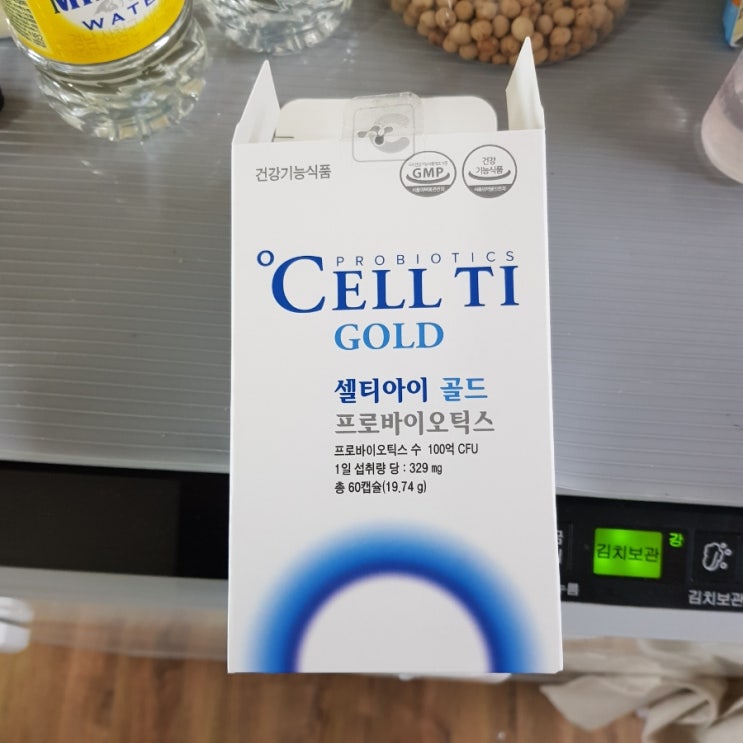 WATER
건강기능식품
GMP
건강
기능식품
PROBIOTICS
°CELL TI
GOLD
셀티아이 골드
프로바이오틱스
프로바이오틱스 수 100억 CFU
1일 섭취량 당 : 329 mg
총 60캡슐(19.74 g)
김치보관
강
김치보관